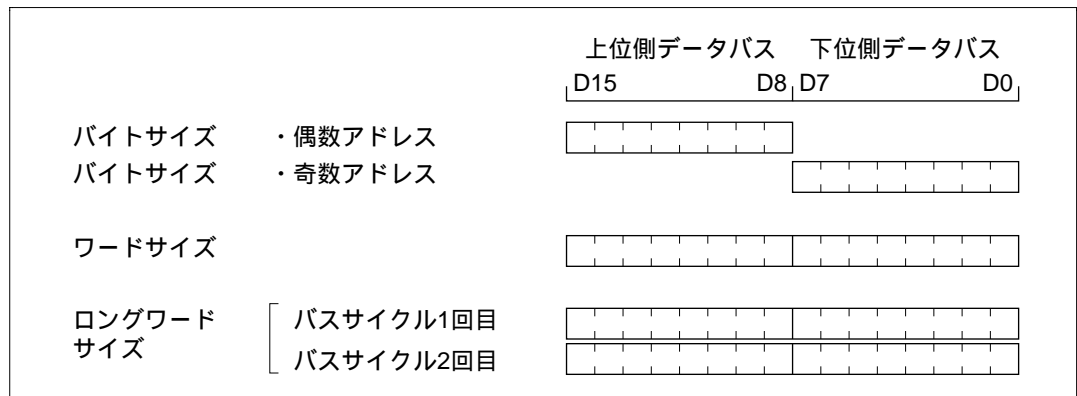 上位側データバス 下位側データバス
D15 D8 D7 D0
バイトサイズ ・偶数アドレス
バイトサイズ ・奇数アドレス
ワードサイズ
ロングワード バスサイクル1回目
サイズ バスサイクル2回目